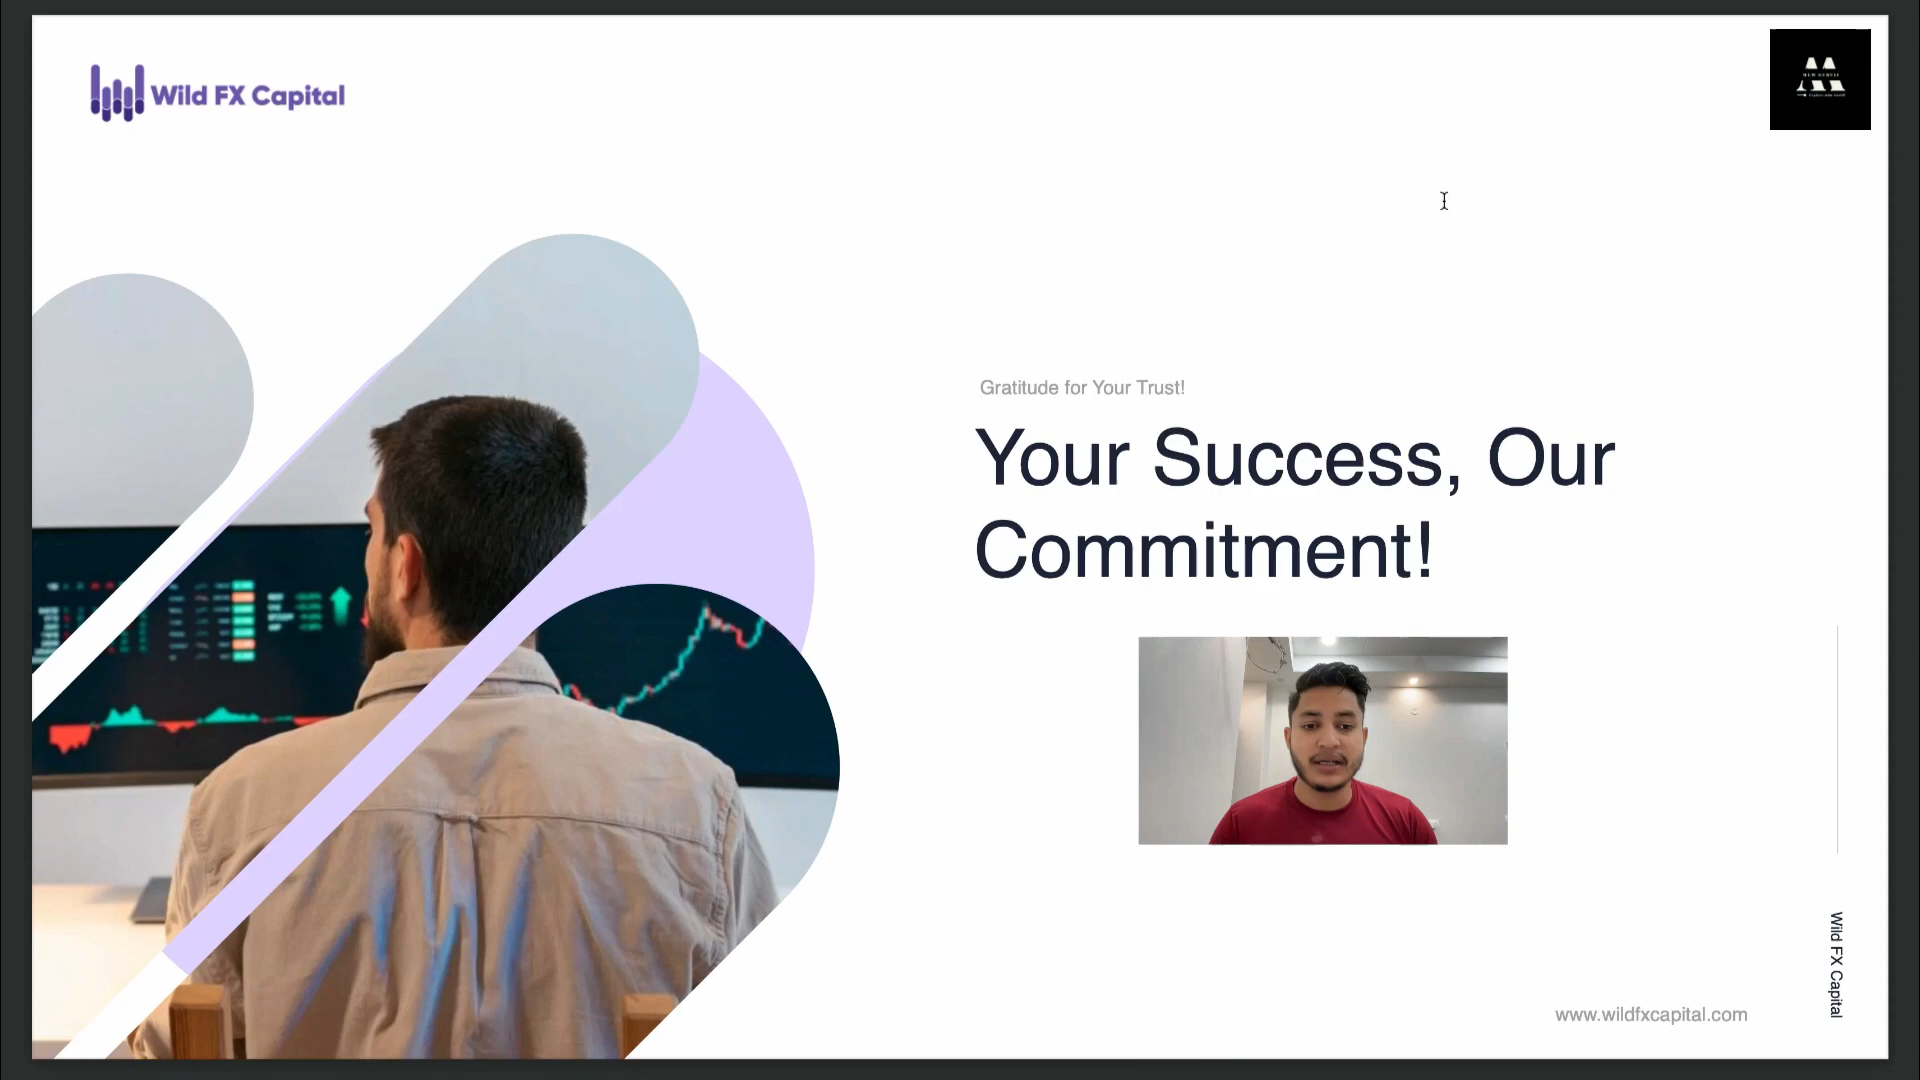 Wild FX Capital
Gratitude for Your Trust!
Your Success, Our
Commitment!
Wild FX Capital
www.wildfxcapital.com